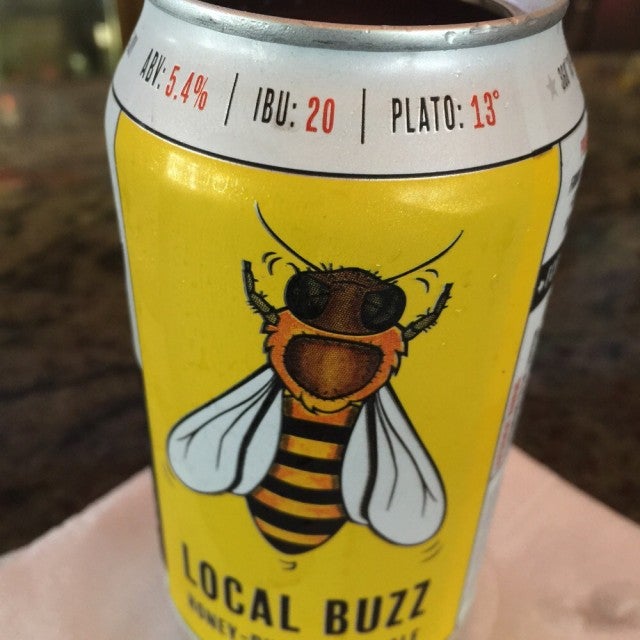 ABV: 5.4% | IBU: 20 | PLATO: 13°
LOCAL BUZZ